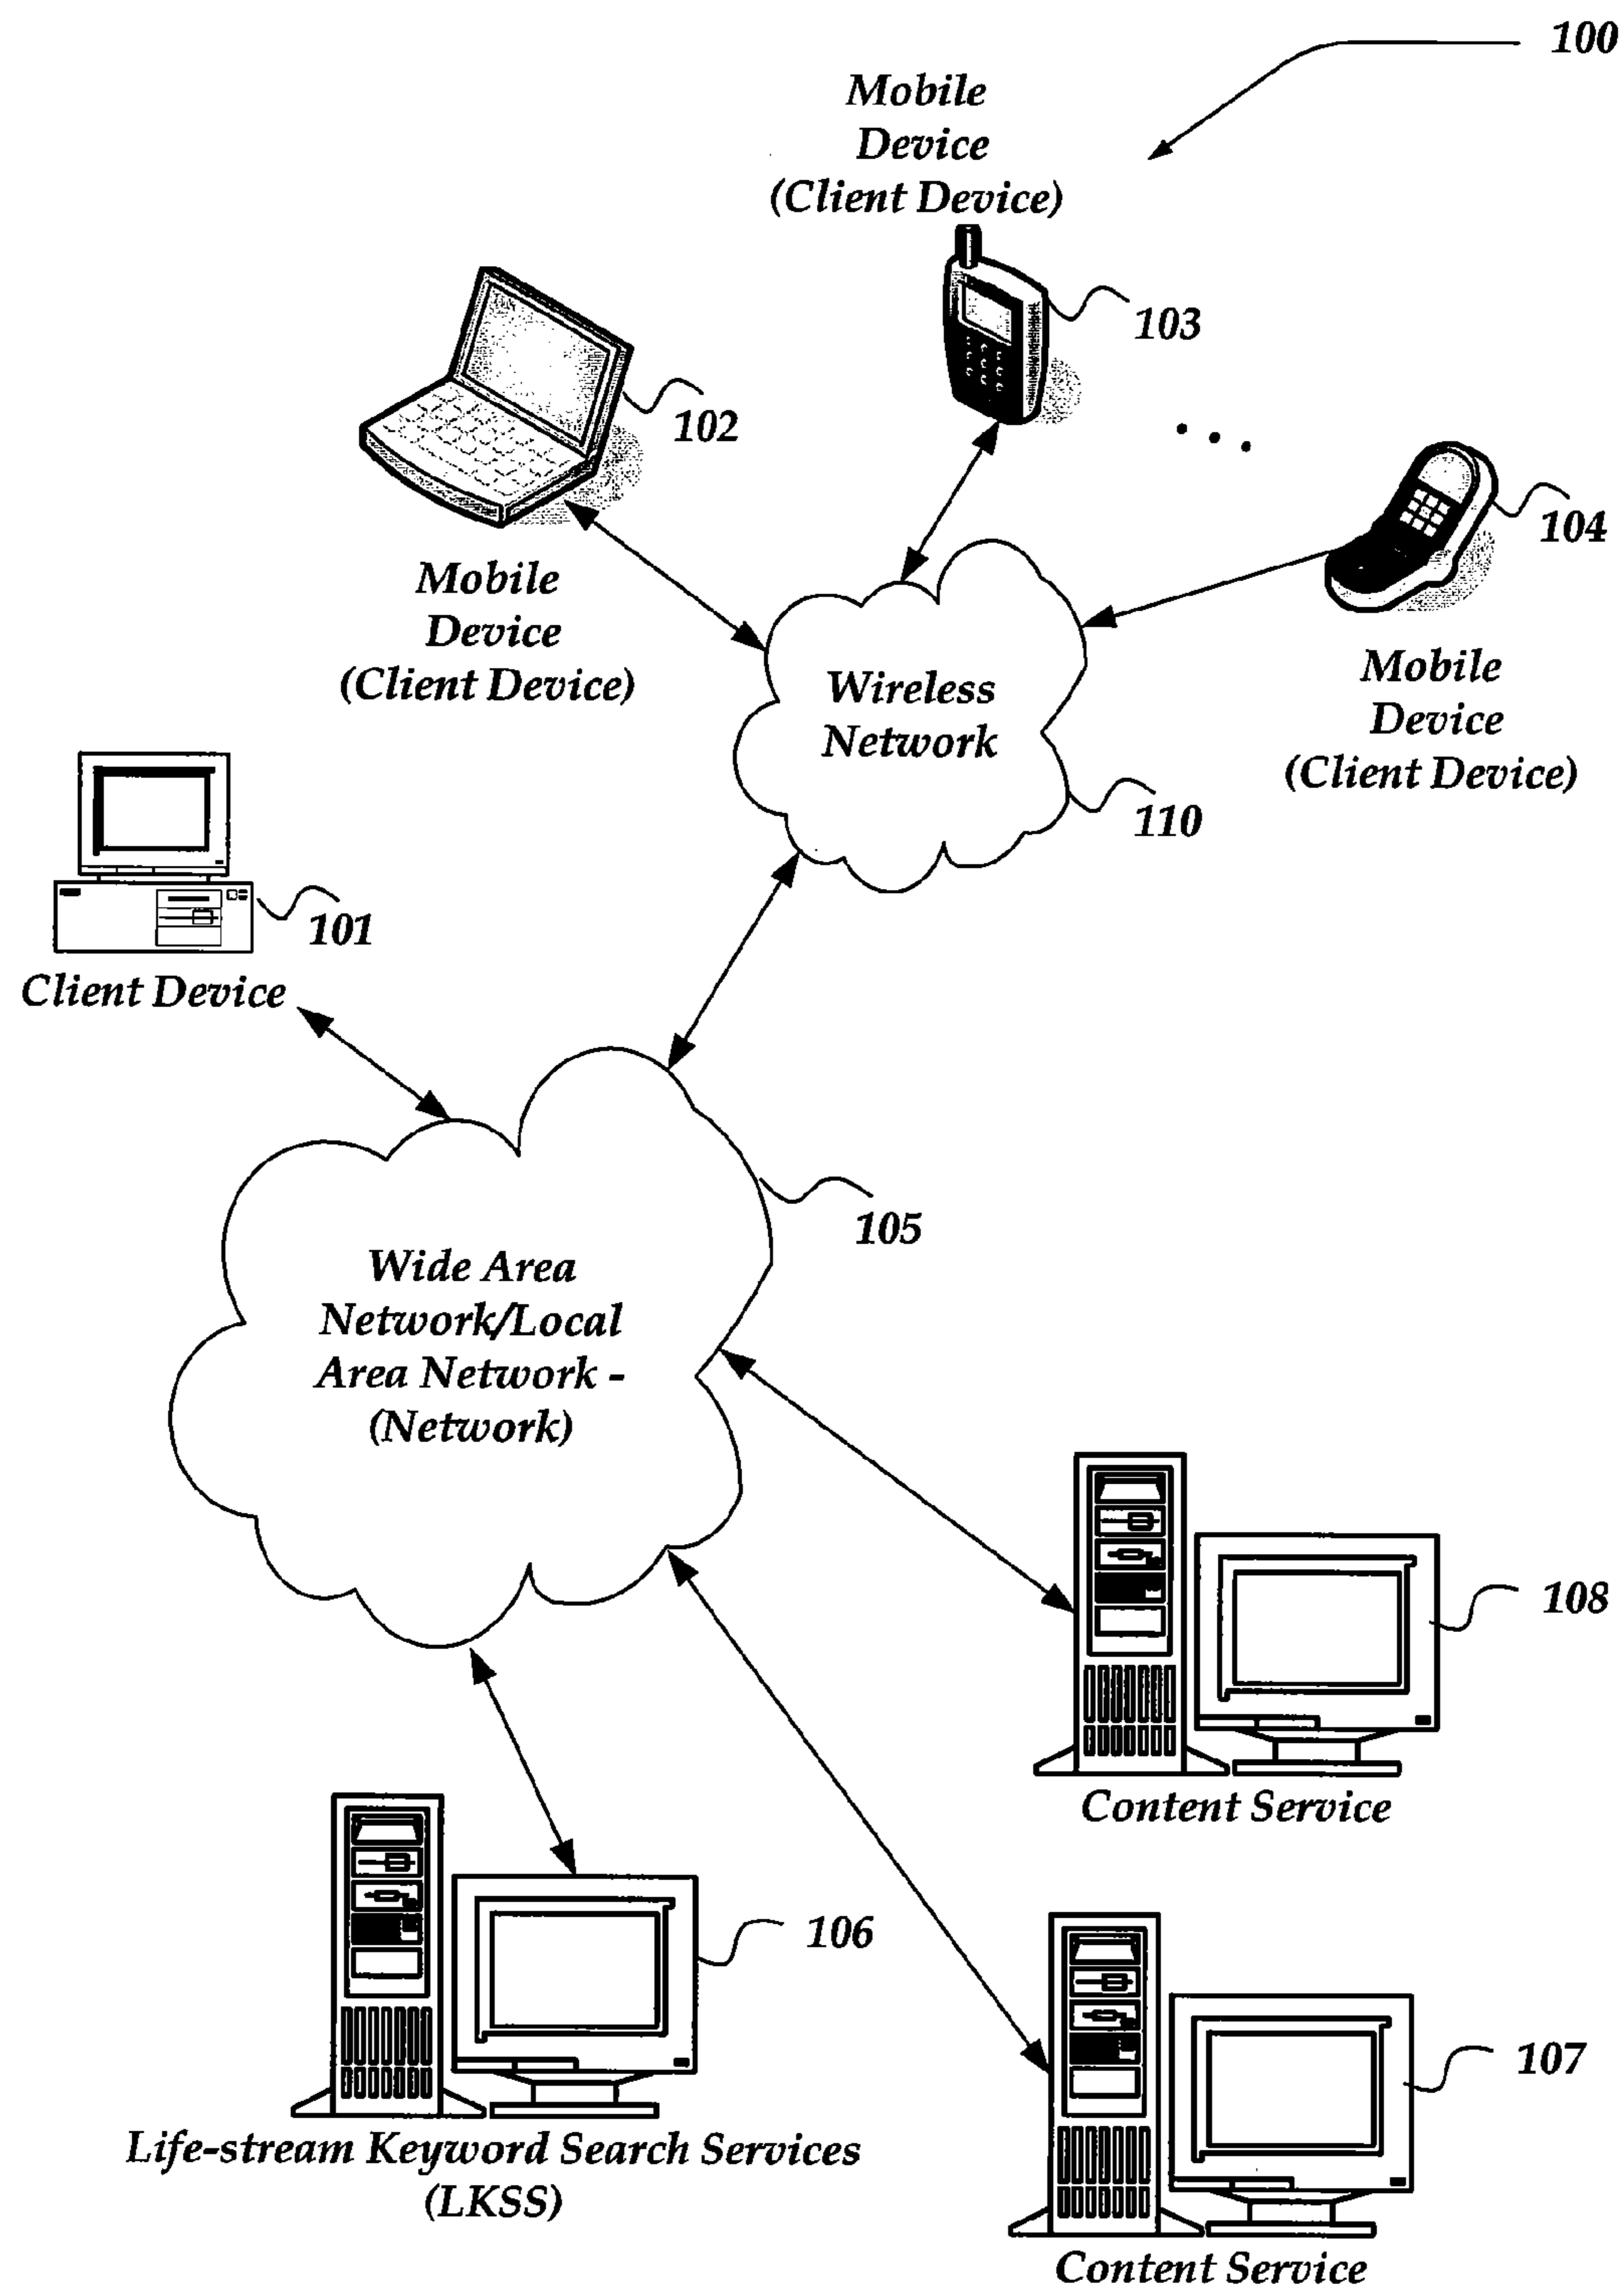 100
Mobile
Device
(Client Device)
103
102
104
Mobile
Device
(Client Device)
Mobile
Device
(Client Device)
Wireless
Network
110
101
Client Device
105
Wide Area
Network/Local
Area Network -
(Network)
108
Content Service
106
107
Life-stream Keyword Search Services
(LKSS)
Content Service